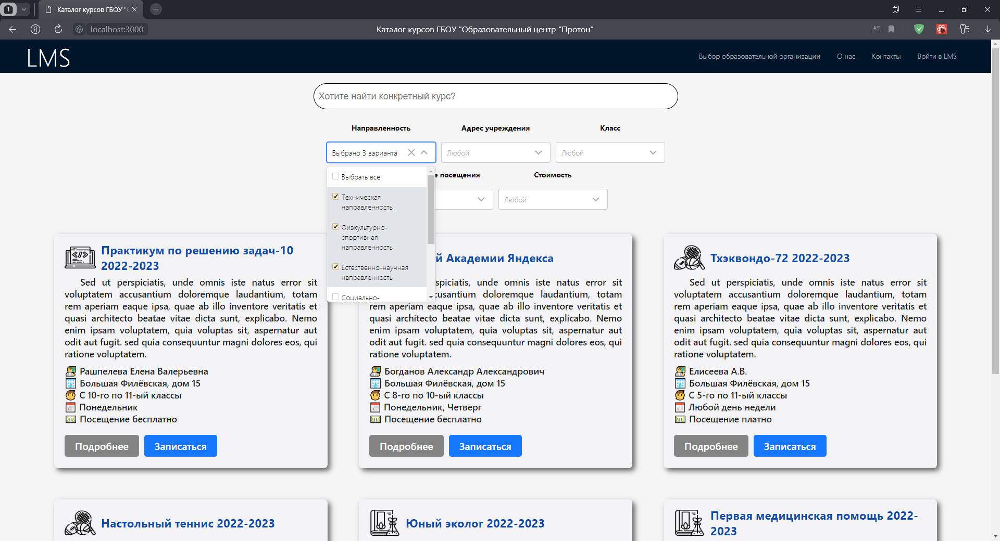 1
Каталог курсов ГБОУ "С
localhost:3000
Каталог курсов ГБОУ "Образовательный центр "Протон"
LMS
Выбор образовательной организации
О нас
Контакты
Войти в LMS
Хотите найти конкретный курс?
Направленность
Адрес учреждения
Класс
Выбрано 3 варианта
Любой
Любой
е посещения
Стоимость
Любой
Выбрать все
Техническая
направленность
Физкультурно-
спортивная
направленность
Естественно-научная
направленность
Социально-
Практикум по решению задач-10
2022-2023
Sed ut perspiciatis, unde omnis iste natus error sit
voluptatem accusantium doloremque laudantium, totam
rem aperiam eaque ipsa, quae ab illo inventore veritatis et
quasi architecto beatae vitae dicta sunt, explicabo. Nemo
enim ipsam voluptatem, quia voluptas sit, aspernatur aut
odit aut fugit. sed quia consequuntur magni dolores eos, qui
ratione voluptatem.
Рашпелева Елена Валерьевна
Большая Филёвская, дом 15
С 10-го по 11-ый классы
Понедельник
Посещение бесплатно
Подробнее
Записаться
й Академии Яндекса
spiciatis, unde omnis iste natus error sit
cusantium doloremque laudantium, totam
rem aperiam eaque ipsa, quae ab illo inventore veritatis et
quasi architecto beatae vitae dicta sunt, explicabo. Nemo
enim ipsam voluptatem, quia voluptas sit, aspernatur aut
odit aut fugit. sed quia consequuntur magni dolores eos, qui
ratione voluptatem.
Богданов Александр Александрович
Большая Филёвская, дом 15
С 8-го по 10-ый классы
Понедельник, Четверг
Посещение бесплатно
Подробнее
Записаться
Тхэквондо-72 2022-2023
Sed ut perspiciatis, unde omnis iste natus error sit
voluptatem accusantium doloremque laudantium, totam
rem aperiam eaque ipsa, quae ab illo inventore veritatis et
quasi architecto beatae vitae dicta sunt, explicabo. Nemo
enim ipsam voluptatem, quia voluptas sit, aspernatur aut
odit aut fugit. sed quia consequuntur magni dolores eos, qui
ratione voluptatem.
Елисеева А.В.
Большая Филёвская, дом 15
С 5-го по 11-ый классы
Любой день недели
Посещение платно
Подробнее
Записаться
Настольный теннис 2022-2023
Юный эколог 2022-2023
Первая медицинская помощь 2022-
2023